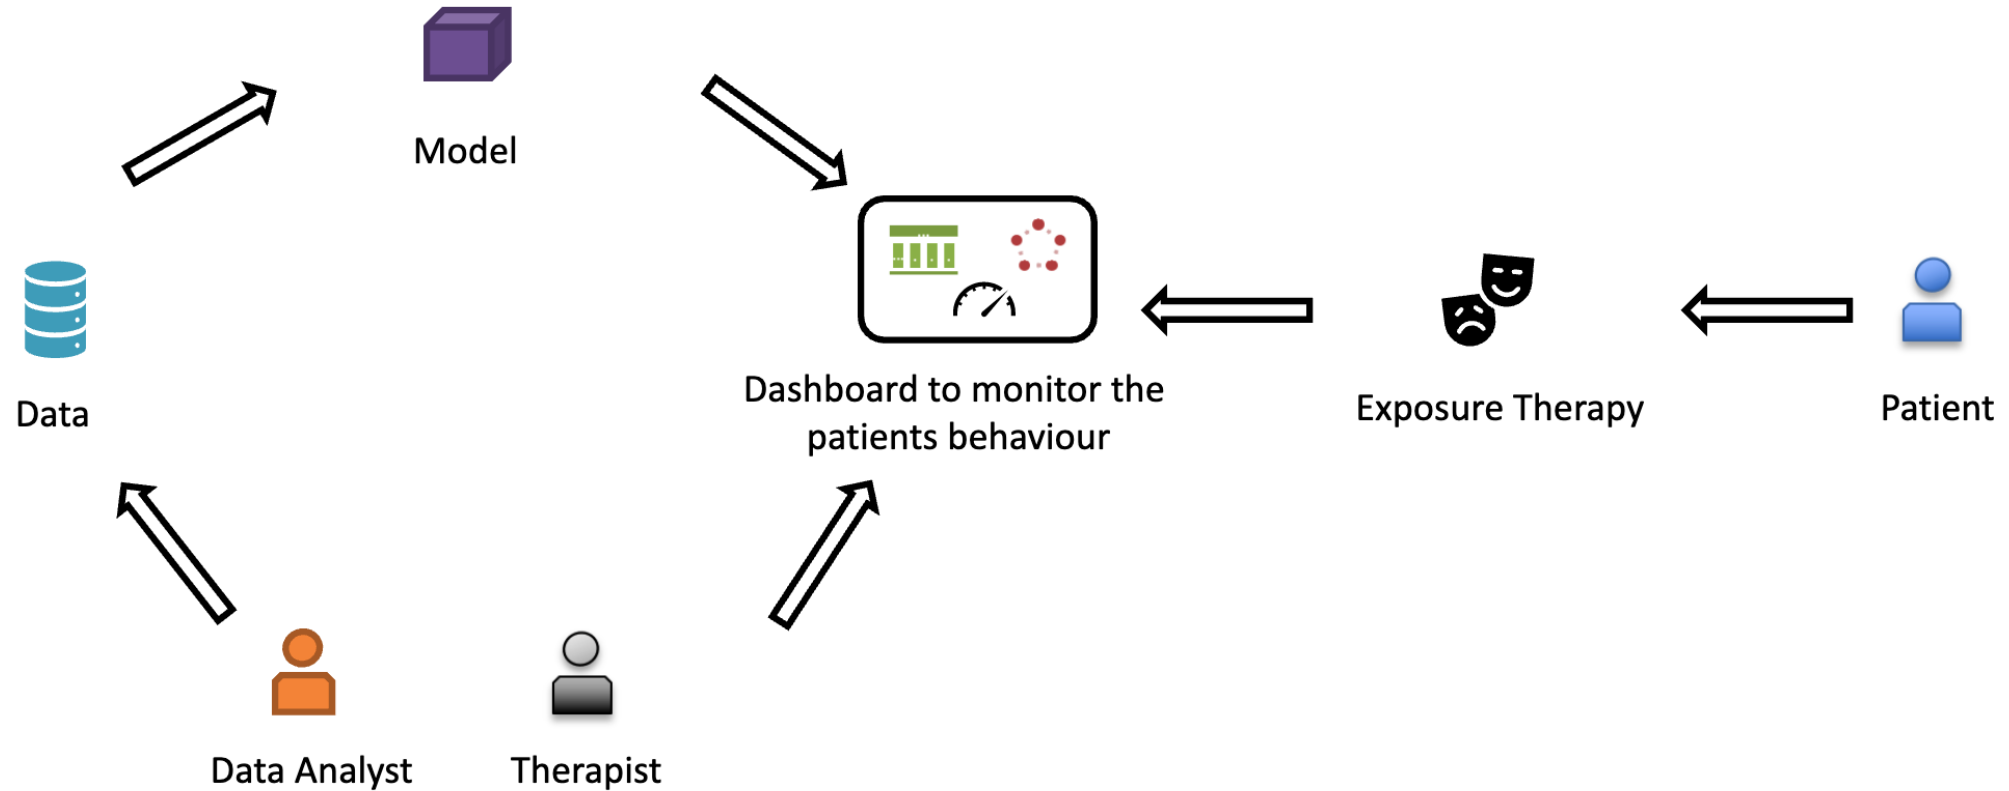 Model
Data
Dashboard to monitor the
patients behaviour
Exposure Therapy
Patient
Data Analyst
Therapist